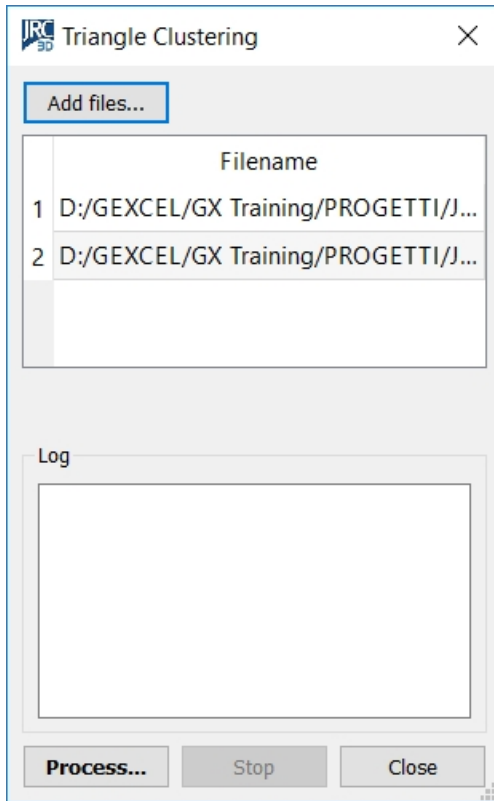 JRC 3D Triangle Clustering
Add files...
Filename
1 D:/GEXCEL/GX Training/PROGETTI/J...
2 D:/GEXCEL/GX Training/PROGETTI/J...
Log
Process... Stop Close